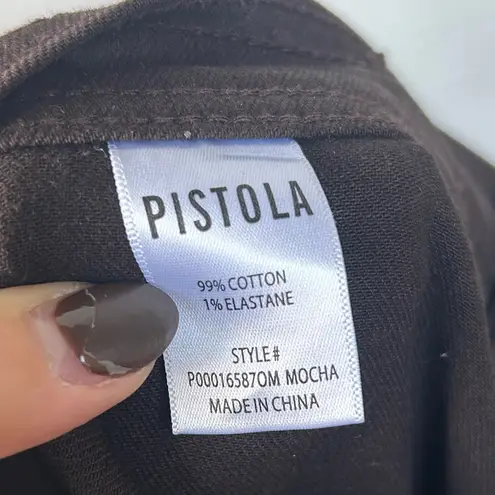 PISTOLA
99% COTTON
1% ELASTANE
STYLE#
P00016587OM MOCHA
MADE IN CHINA